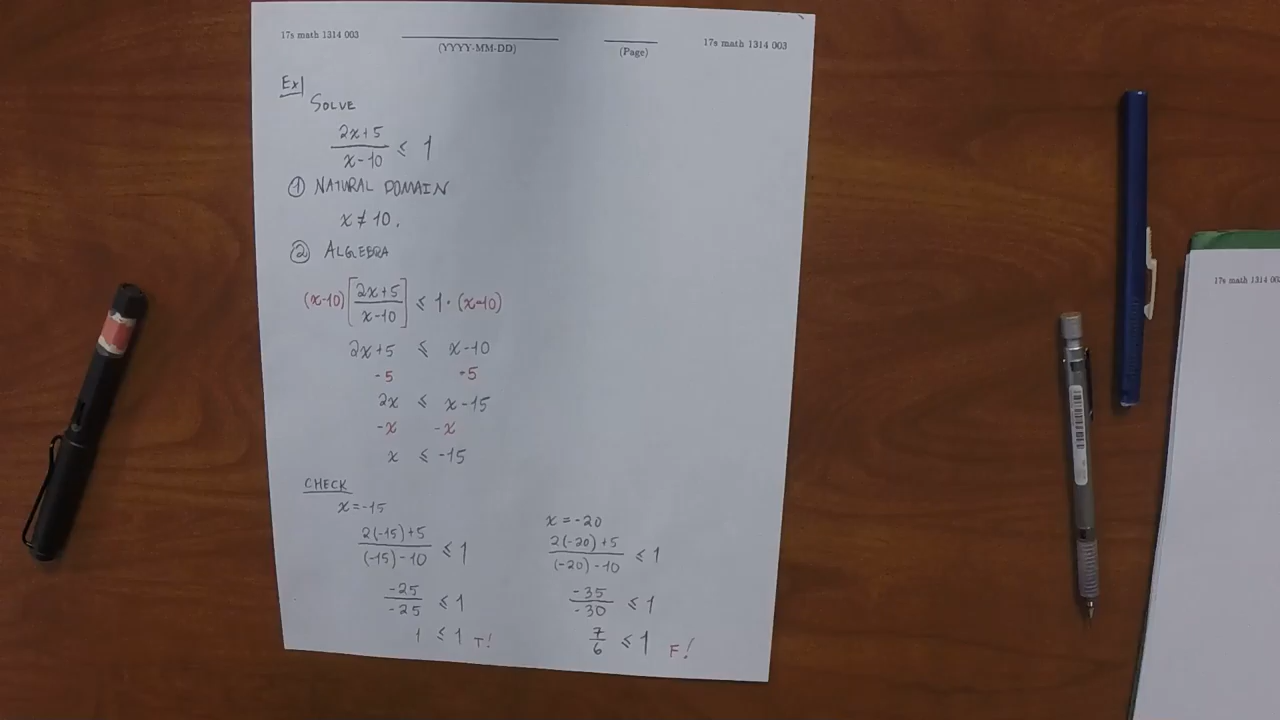 17s math 1314 003
(YYYY-MM-DD)
(Page)
17s math 1314 003
Ex
SOLVE
(2x+5)/(x-10) ≤ 1
① NATURAL DOMAIN
x ≠ 10.
② ALGEBRA
(x-10) [(2x+5)/(x-10)] ≤ 1 · (x-10)
2x+5 ≤ x-10
-5 -5
2x ≤ x-15
-x -x
x ≤ -15
CHECK
x = -15
(2(-15)+5)/((-15)-10) ≤ 1
-25/-25 ≤ 1
1 ≤ 1 T!
x = -20
(2(-20)+5)/((-20)-10) ≤ 1
-35/-30 ≤ 1
7/6 ≤ 1 F!
17s math 1314 00